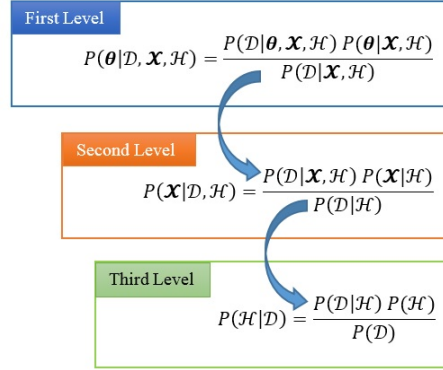 First Level
P(θ|𝒟, 𝓧, ℋ) = P(𝒟|θ, 𝓧, ℋ) P(θ|𝓧, ℋ) / P(𝒟|𝓧, ℋ)
Second Level
P(𝓧|𝒟, ℋ) = P(𝒟|𝓧, ℋ) P(𝓧|ℋ) / P(𝒟|ℋ)
Third Level
P(ℋ|𝒟) = P(𝒟|ℋ) P(ℋ) / P(𝒟)